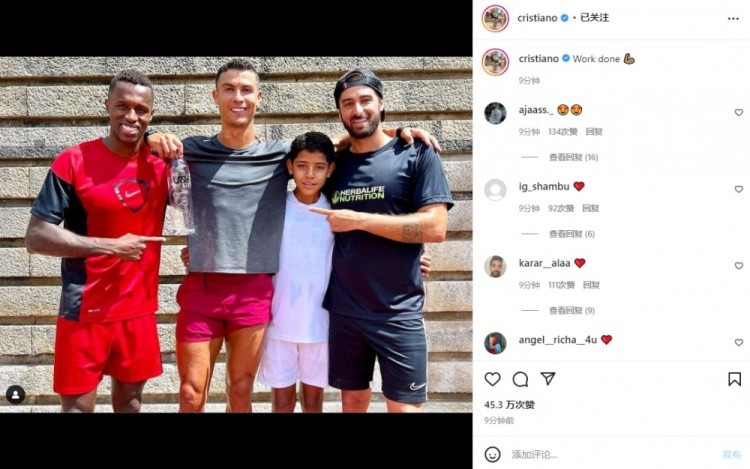 cristiano • 已关注
cristiano Work done
9分钟
ajaass._
9分钟 134次赞 回复
查看回复 (16)
ig_shambu
9分钟 92次赞 回复
查看回复 (6)
karar__alaa
9分钟 111次赞 回复
查看回复 (9)
angel__richa__4u
45.3 万次赞
9分钟前
添加评论...
发布
HERBALIFE
NUTRITION